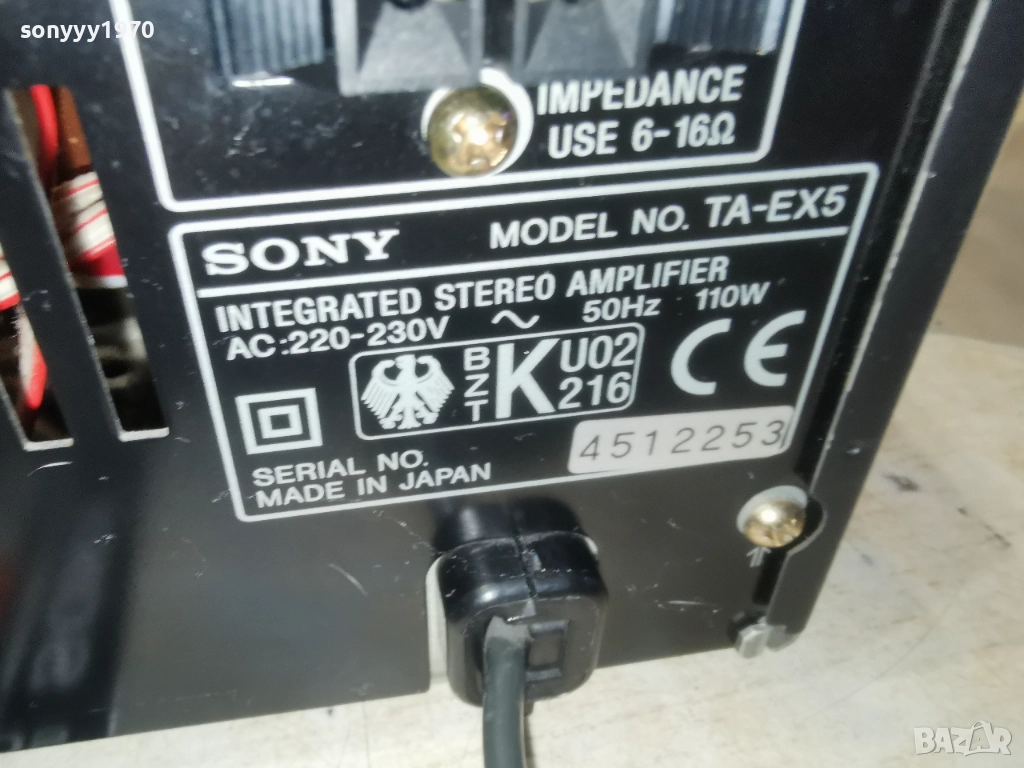 sonyyy1970
IMPEDANCE
USE 6-16Ω
SONY MODEL NO. TA-EX5
INTEGRATED STEREO AMPLIFIER
AC:220-230V ~ 50Hz 110W
BZT K U02 216 CE
SERIAL NO. 4512253
MADE IN JAPAN
BAZAR